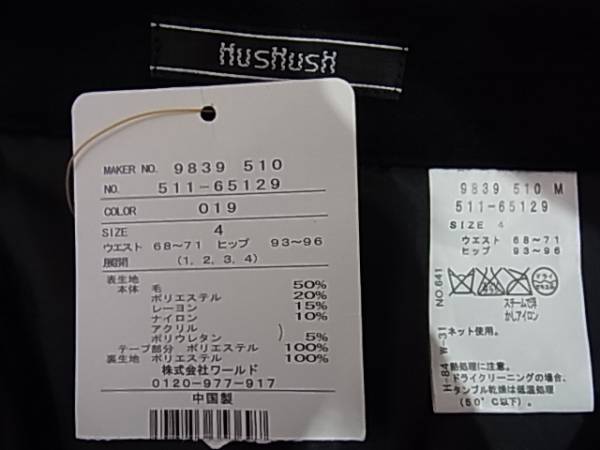 HusHusH
MAKER NO. 9839 510
NO. 511-65129
COLOR 019
SIZE 4
ウエスト 68～71 ヒップ 93～96
展開 (1, 2, 3, 4)
表生地
本体 毛 50%
ポリエステル 20%
レーヨン 15%
ナイロン 10%
アクリル
ポリウレタン ) 5%
テープ部分 ポリエステル 100%
裏生地 ポリエステル 100%
株式会社ワールド
0120-977-917
中国製
9839 510 M
511-65129
SIZE 4
ウエスト 68～71
ヒップ 93～96
ドライ
スチームで浮
かしアイロン
ネット使用。
熱処理に注意。
ドライクリーニングの場合、
タンブル乾燥は低温処理
(50℃以下)。
NO.641
H-84 W-31